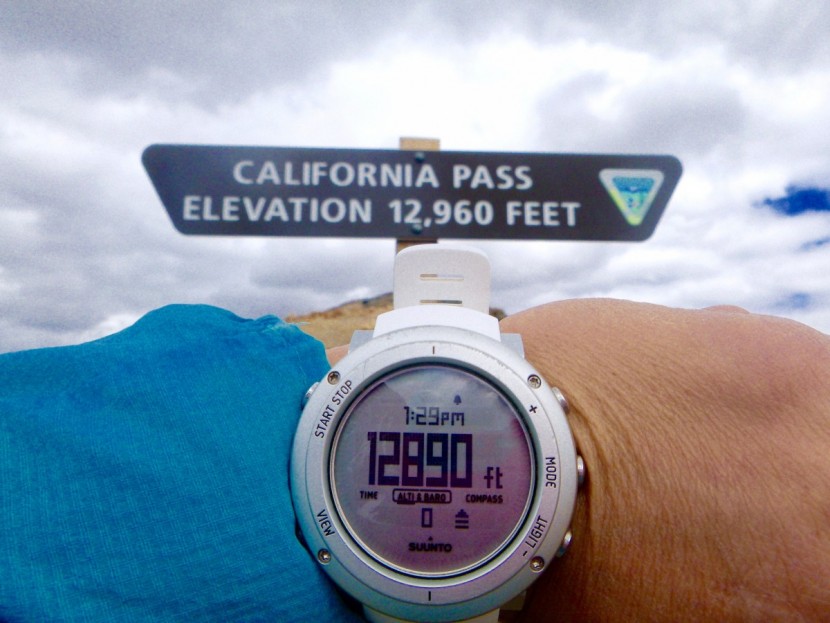 CALIFORNIA PASS
ELEVATION 12,960 FEET
START STOP
+
1:29PM
12890 ft
TIME ALTI & BARO COMPASS
MODE
0
VIEW
- LIGHT
SUUNTO